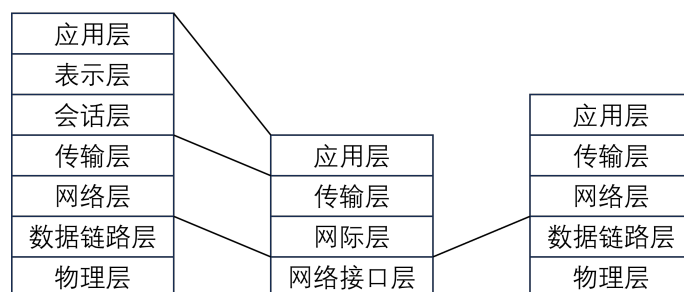 应用层
表示层
会话层
传输层
网络层
数据链路层
物理层
应用层
传输层
网际层
网络接口层
应用层
传输层
网络层
数据链路层
物理层